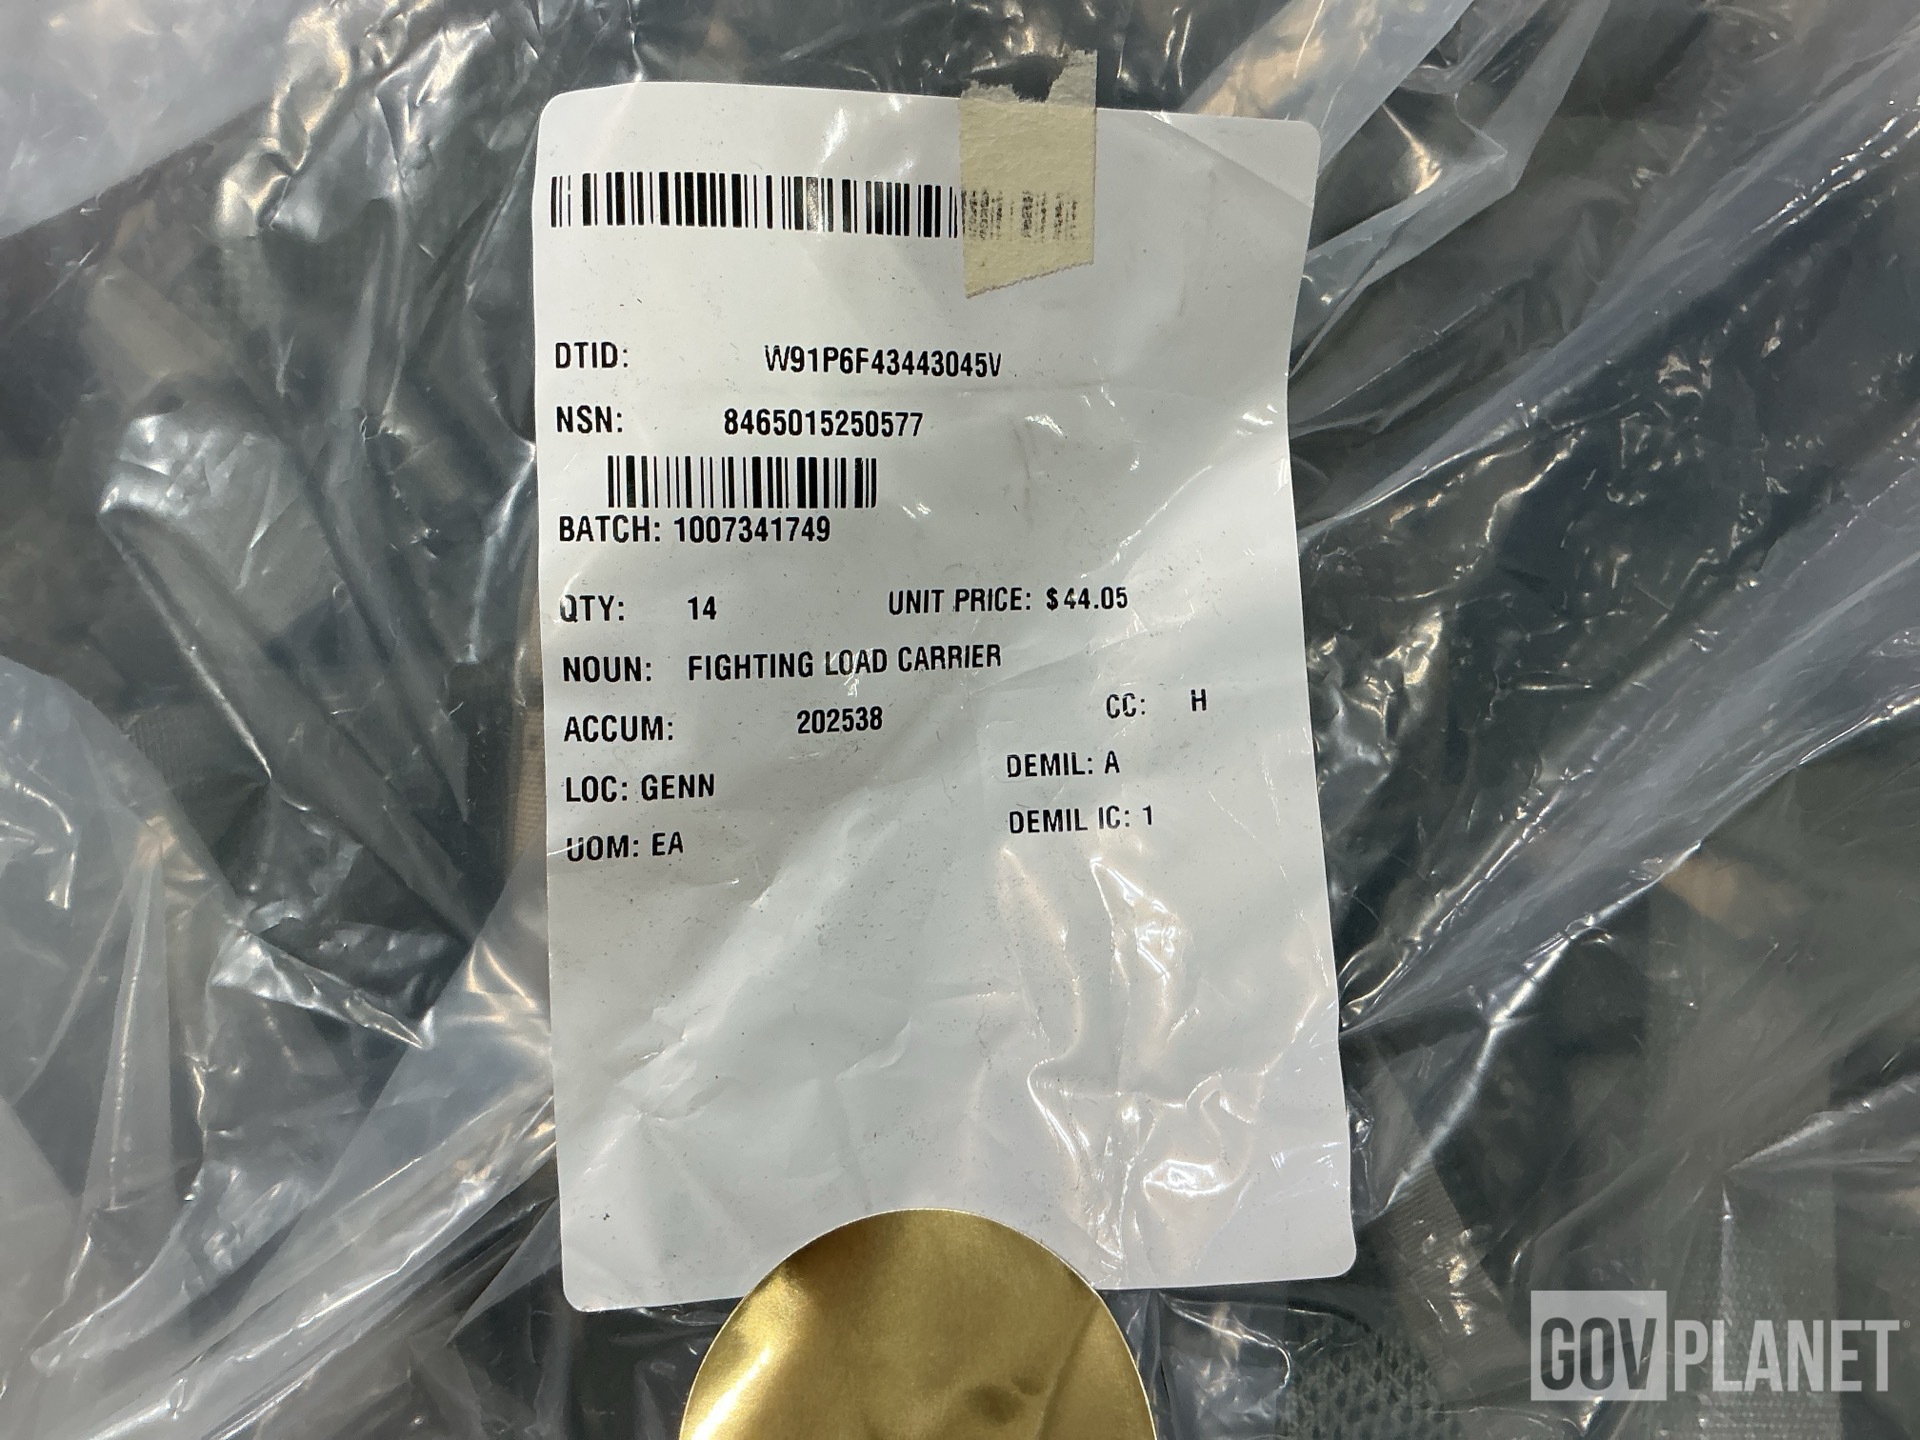 DTID: W91P6F43443045V
NSN: 8465015250577
BATCH: 1007341749
QTY: 14 UNIT PRICE: $44.05
NOUN: FIGHTING LOAD CARRIER
ACCUM: 202538 CC: H
LOC: GENN DEMIL: A
UOM: EA DEMIL IC: 1
GOVPLANET